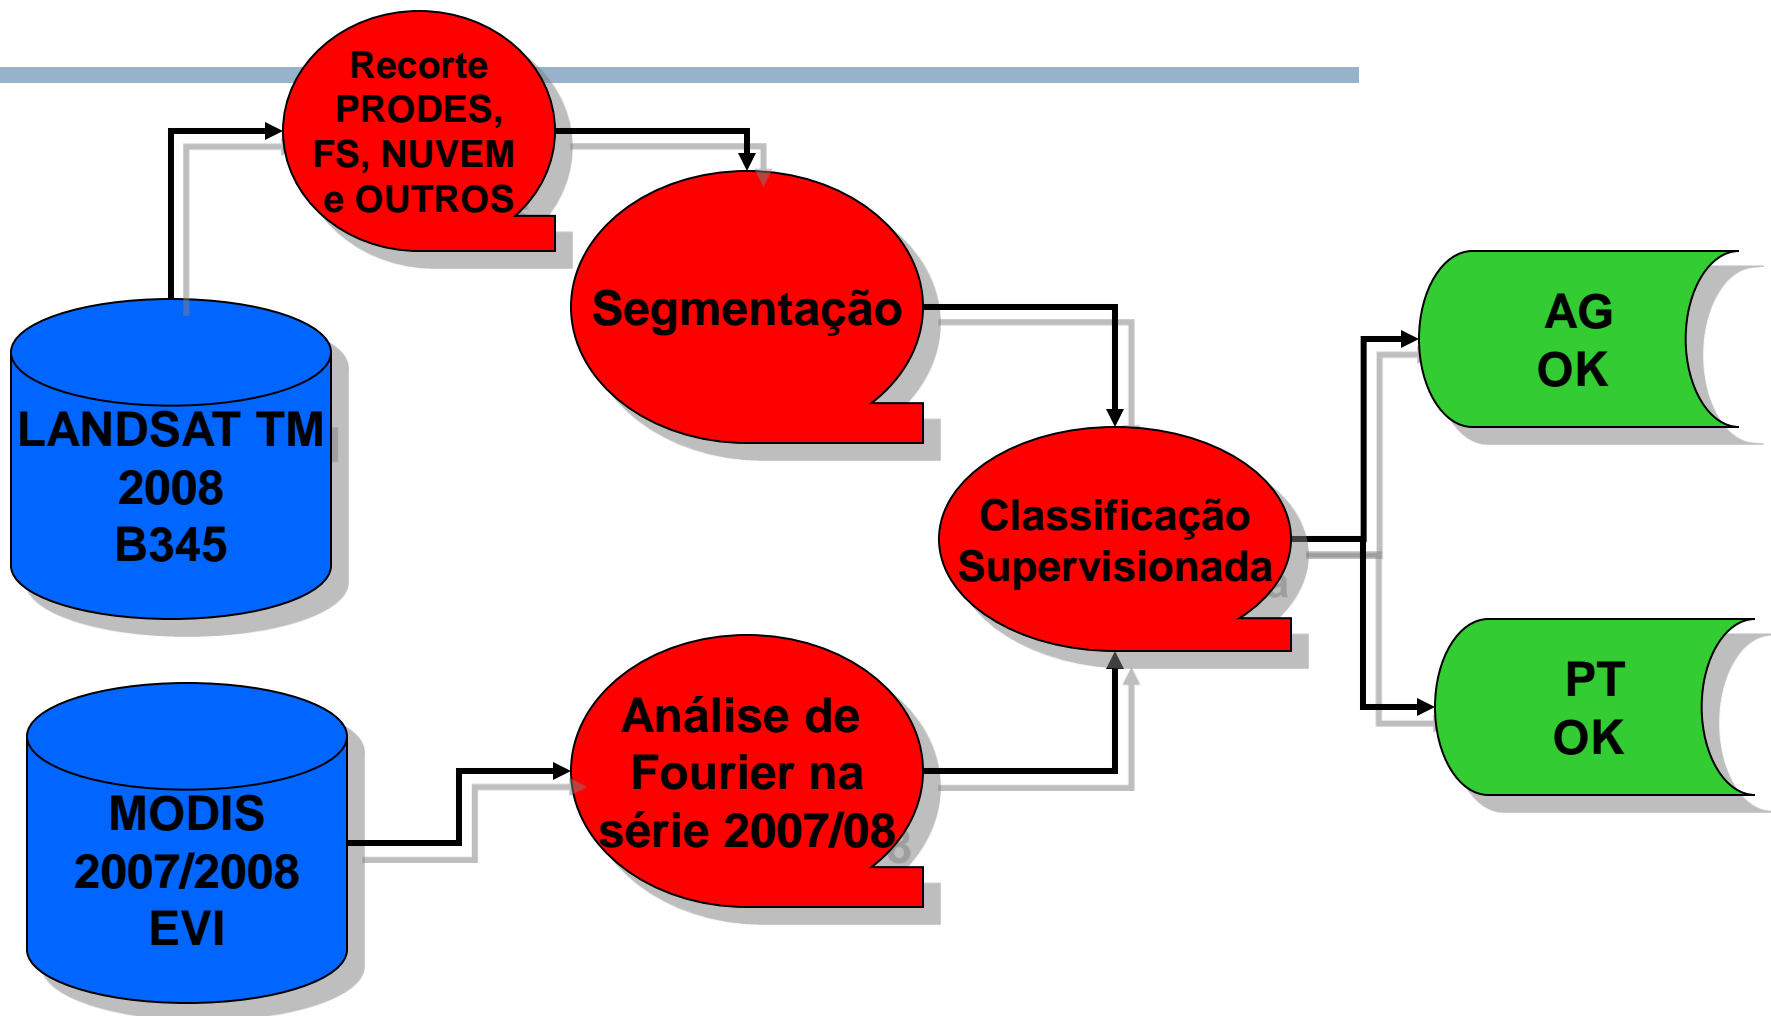 Recorte
PRODES,
FS, NUVEM
e OUTROS
Segmentação
LANDSAT TM
2008
B345
AG
OK
Classificação
Supervisionada
PT
OK
Análise de
Fourier na
série 2007/08
MODIS
2007/2008
EVI